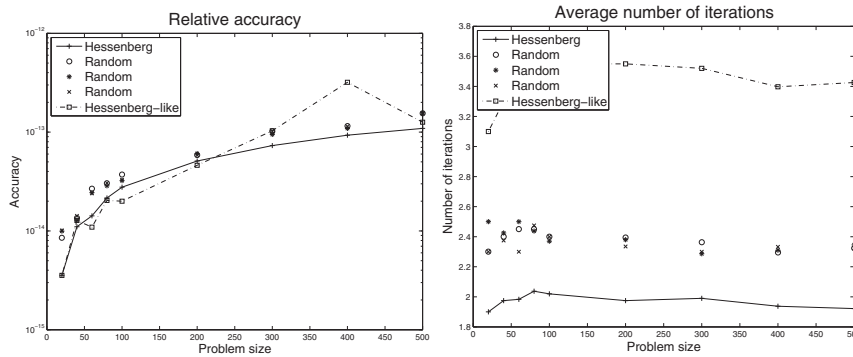 Relative accuracy
10^-12
10^-13
10^-14
10^-15
Accuracy
Hessenberg
Random
Random
Random
Hessenberg-like
0 50 100 150 200 250 300 350 400 450 500
Problem size
Average number of iterations
3.8
3.6
3.4
3.2
3
2.8
2.6
2.4
2.2
2
1.8
Number of iterations
Hessenberg
Random
Random
Random
Hessenberg-like
0 50 100 150 200 250 300 350 400 450 500
Problem size